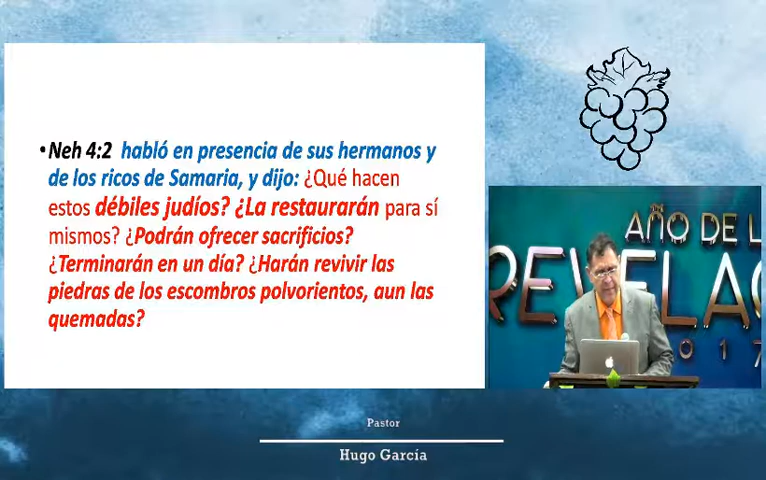 •Neh 4:2 habló en presencia de sus hermanos y
de los ricos de Samaria, y dijo: ¿Qué hacen
estos débiles judíos? ¿La restaurarán para sí
mismos? ¿Podrán ofrecer sacrificios?
¿Terminarán en un día? ¿Harán revivir las
piedras de los escombros polvorientos, aun las
quemadas?
AÑO DE L
REVELA
017
Pastor
Hugo García